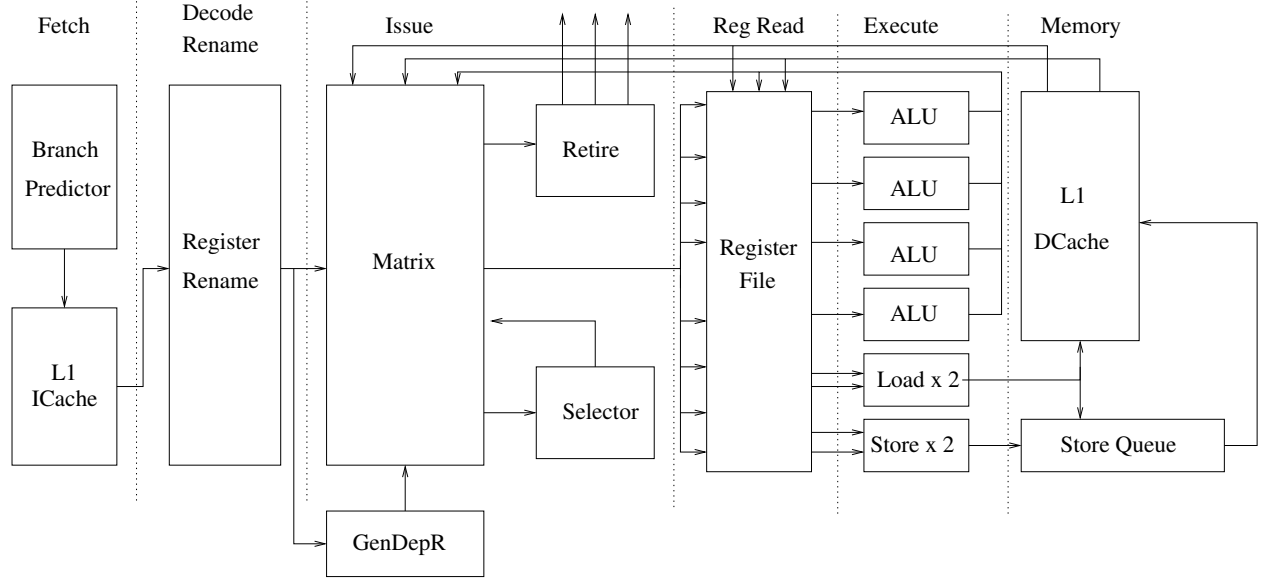 Fetch
Decode
Rename
Issue
Reg Read
Execute
Memory
Branch
Predictor
L1
ICache
Register
Rename
Matrix
Retire
Selector
GenDepR
Register
File
ALU
ALU
ALU
ALU
Load x 2
Store x 2
L1
DCache
Store Queue